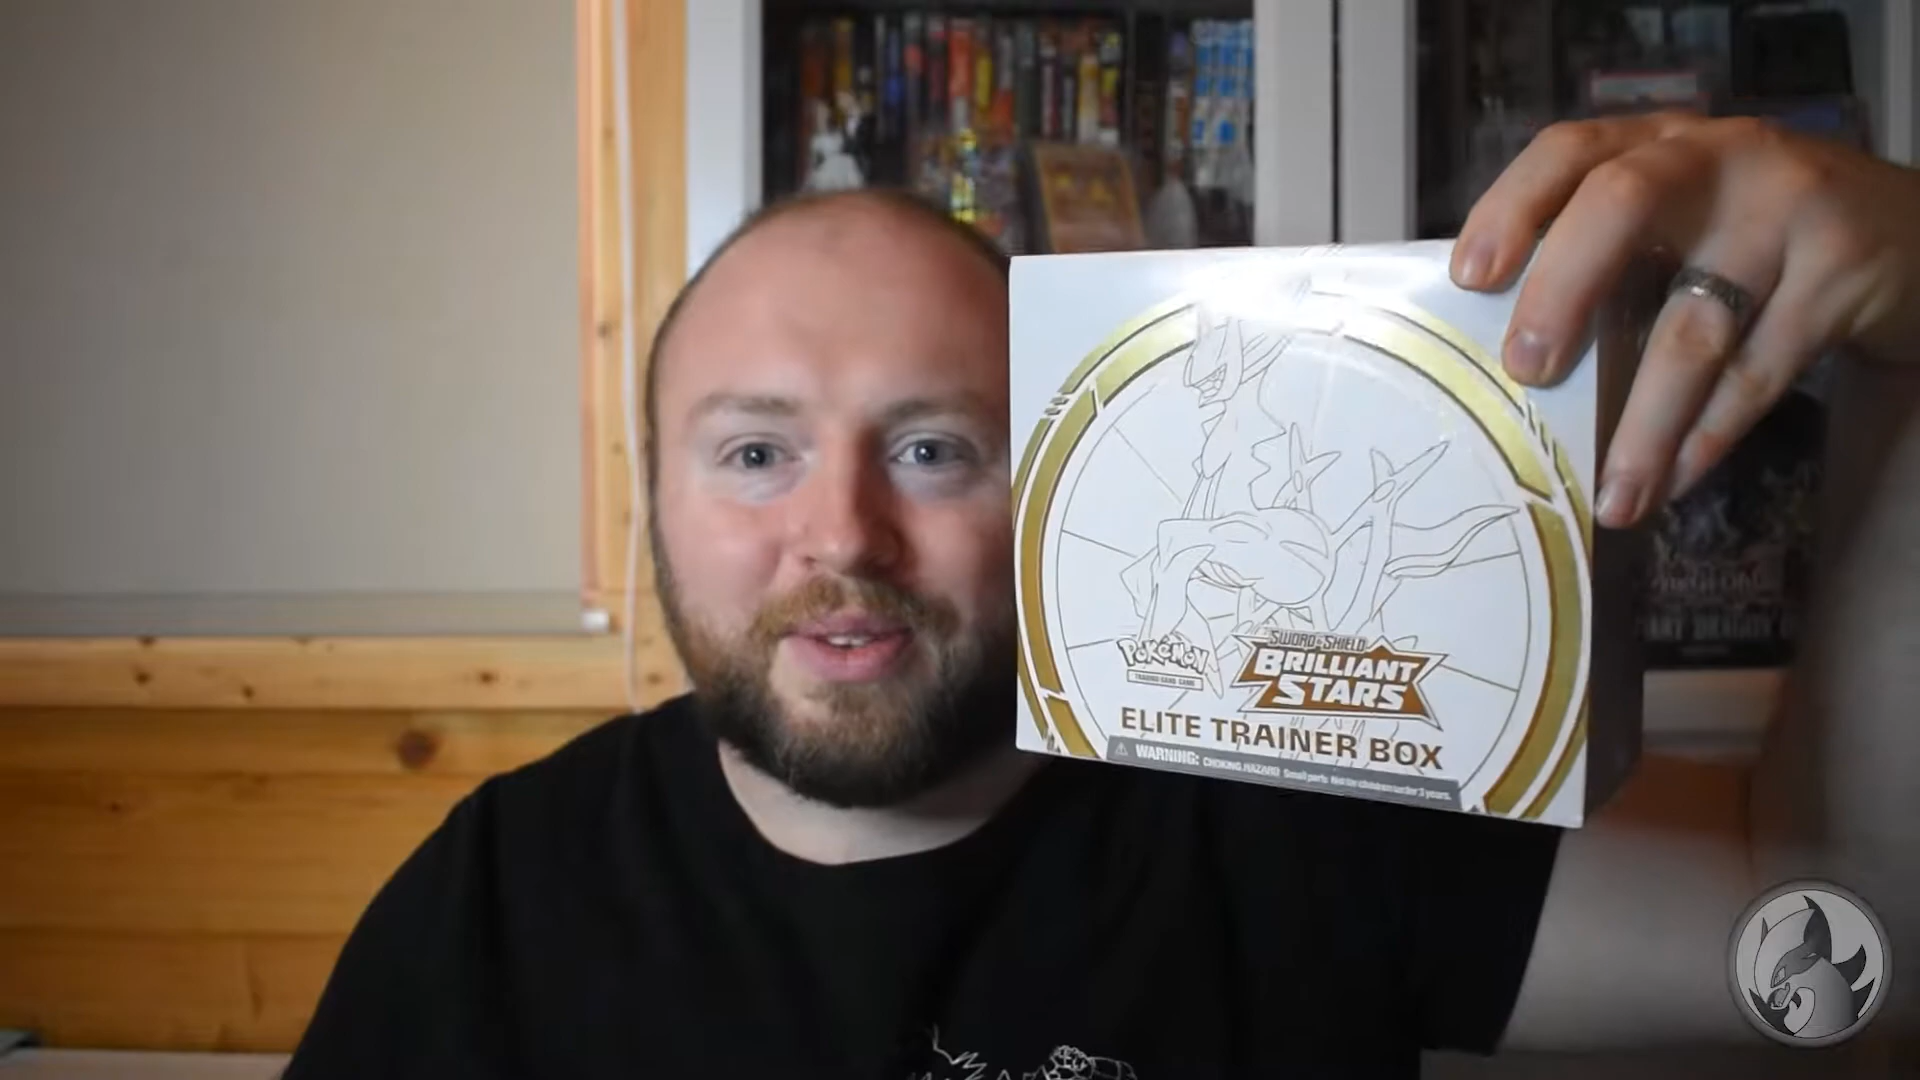 POKÉMON
TRADING CARD GAME
SWORD & SHIELD
BRILLIANT
STARS
ELITE TRAINER BOX
WARNING: CHOKING HAZARD Small parts Not for children under 3 years.